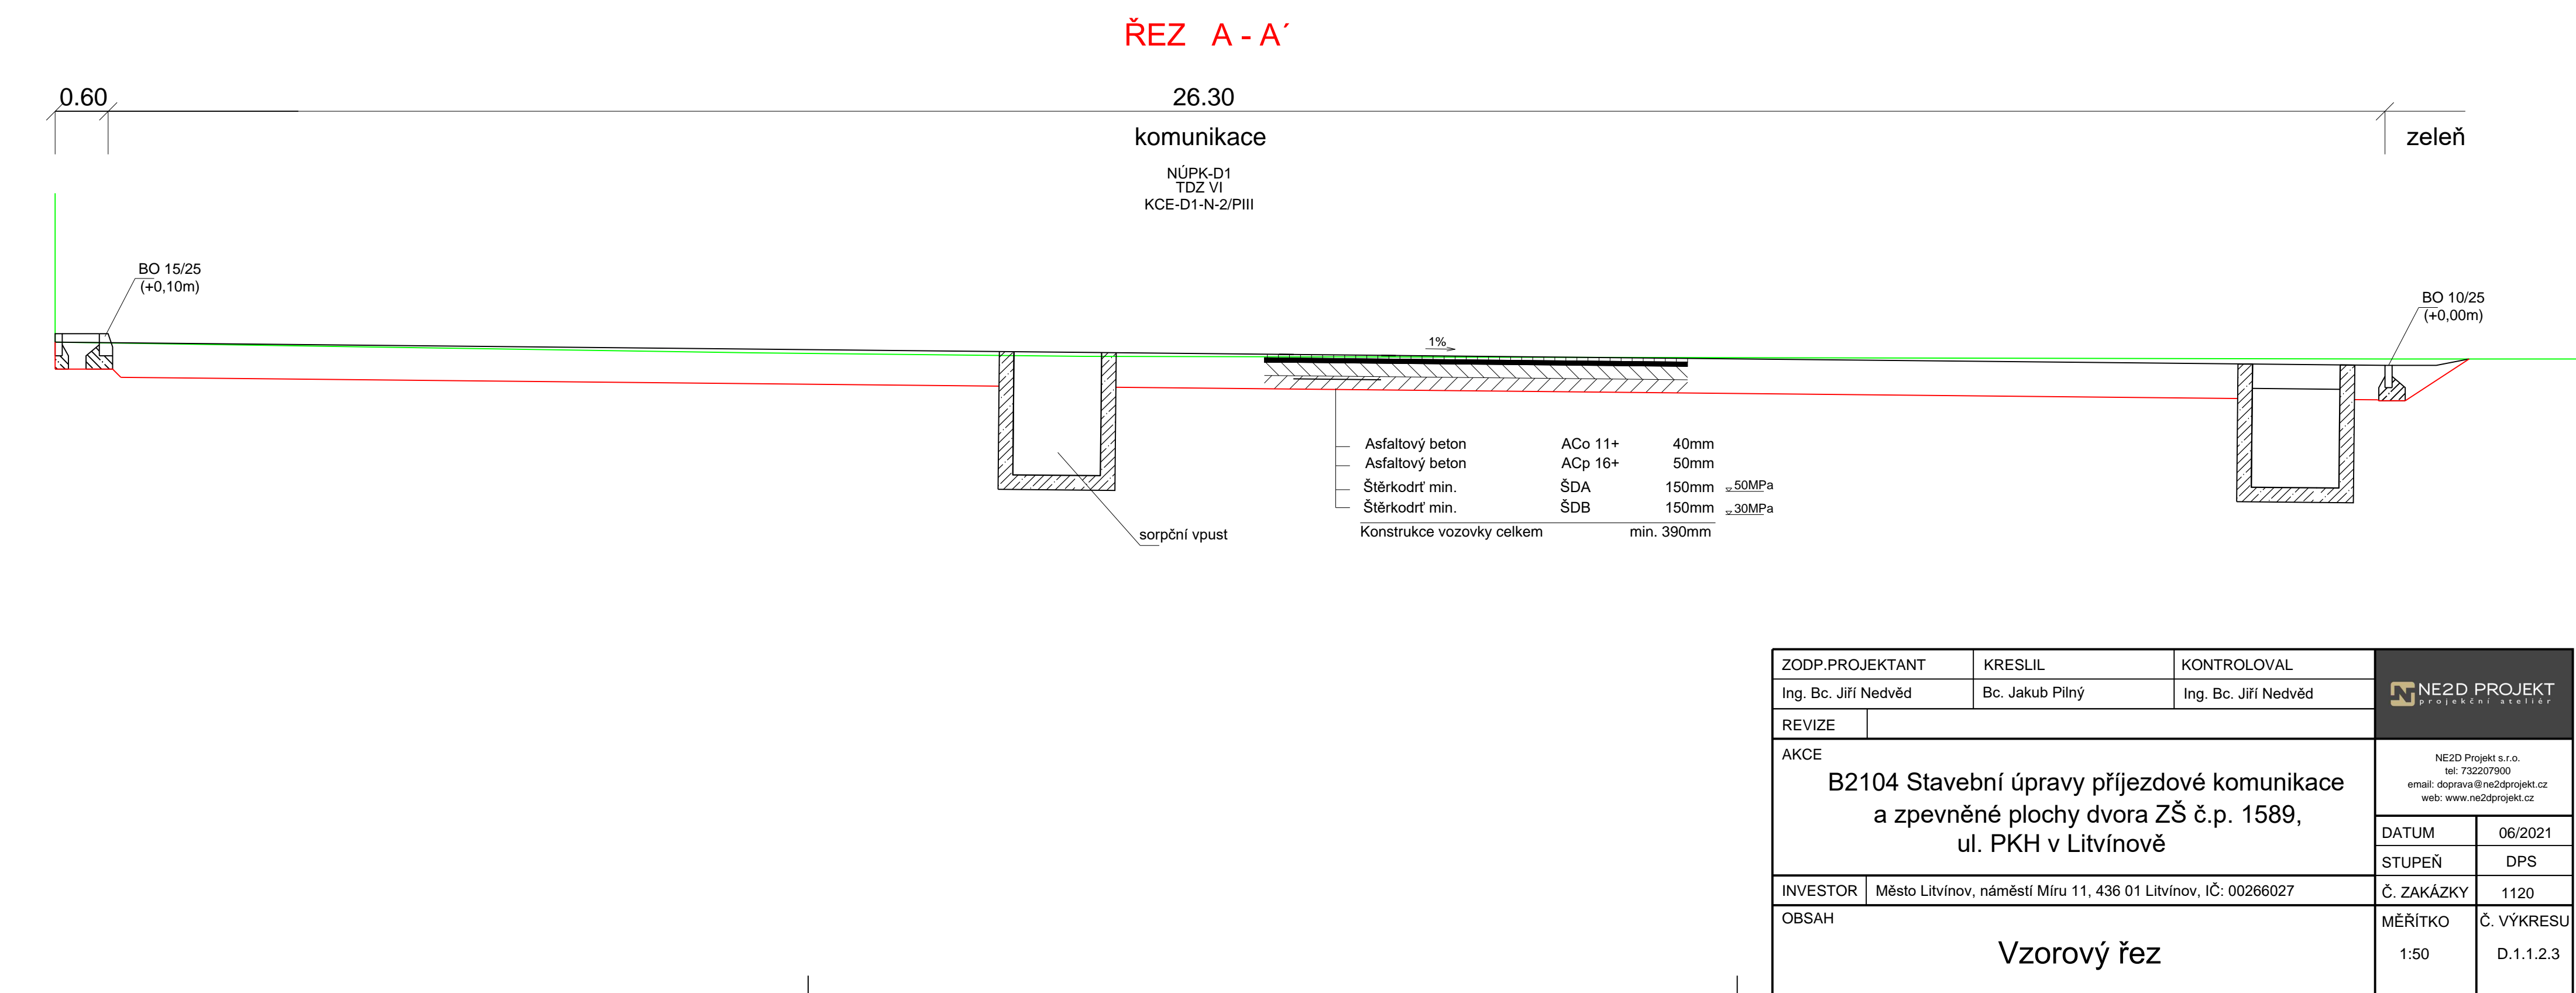 ŘEZ A - A´
0.60
26.30
komunikace
zeleň
NÚPK-D1
TDZ VI
KCE-D1-N-2/PIII
BO 15/25
(+0,10m)
BO 10/25
(+0,00m)
1%
Asfaltový beton ACo 11+ 40mm
Asfaltový beton ACp 16+ 50mm
Štěrkodrť min. ŠDA 150mm 50MPa
Štěrkodrť min. ŠDB 150mm 30MPa
Konstrukce vozovky celkem min. 390mm
sorpční vpust
ZODP.PROJEKTANT KRESLIL KONTROLOVAL
Ing. Bc. Jiří Nedvěd Bc. Jakub Pilný Ing. Bc. Jiří Nedvěd
NE2D PROJEKT
projekční ateliér
REVIZE
AKCE
B2104 Stavební úpravy příjezdové komunikace
a zpevněné plochy dvora ZŠ č.p. 1589,
ul. PKH v Litvínově
NE2D Projekt s.r.o.
tel: 732207900
email: doprava@ne2dprojekt.cz
web: www.ne2dprojekt.cz
DATUM 06/2021
STUPEŇ DPS
INVESTOR Město Litvínov, náměstí Míru 11, 436 01 Litvínov, IČ: 00266027
Č. ZAKÁZKY 1120
OBSAH
Vzorový řez
MĚŘÍTKO Č. VÝKRESU
1:50 D.1.1.2.3